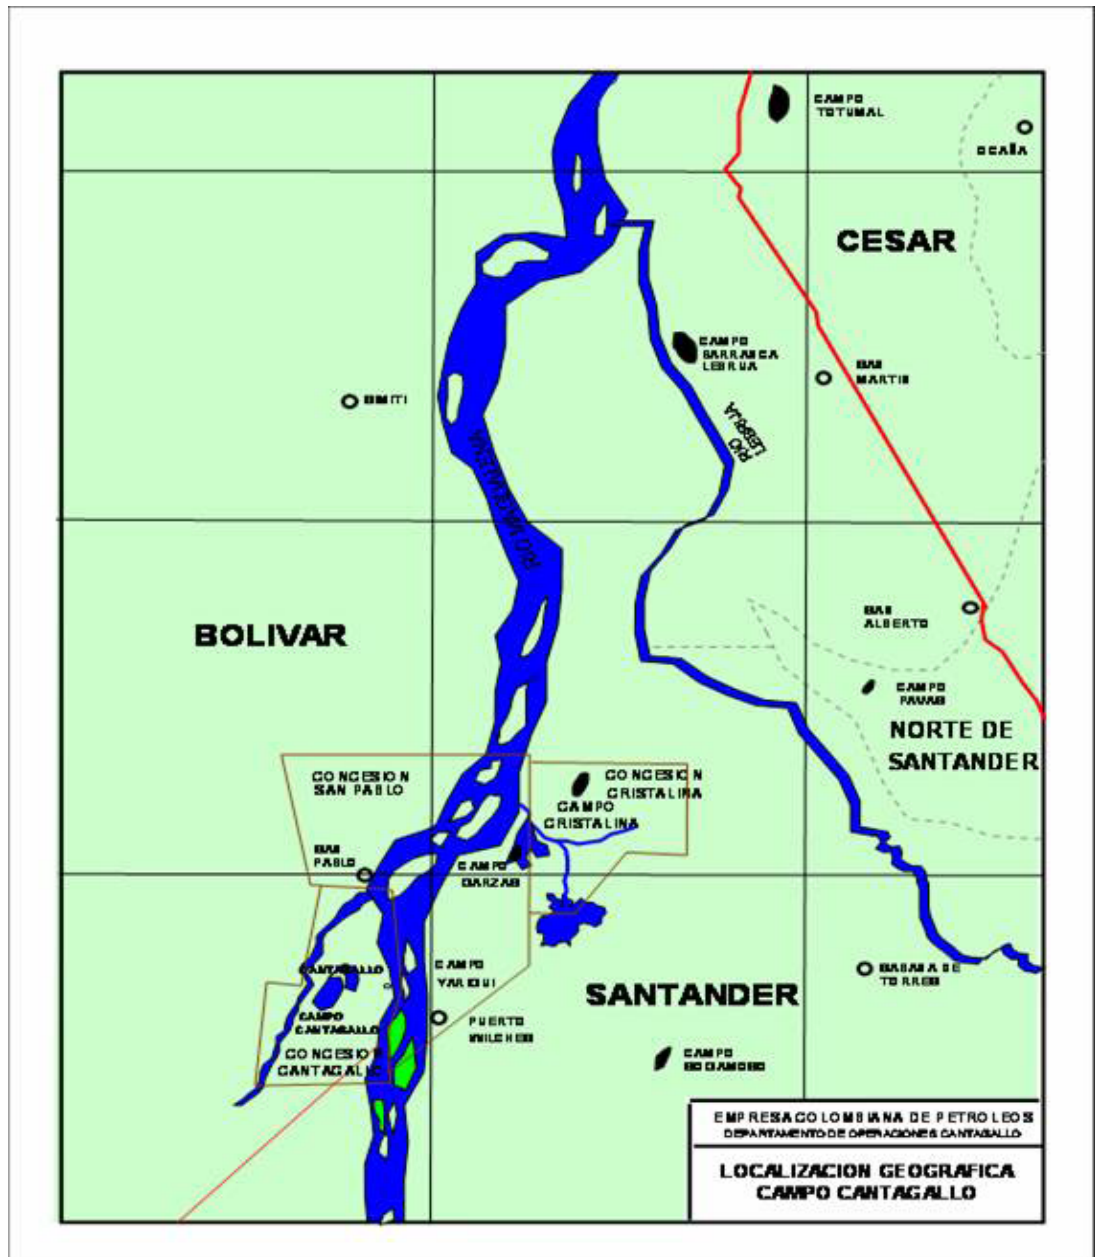 CAMPO
TOTUMAL
OCAÑA
CESAR
CAMPO
BARRANCA
LEBRIJA
SAN
MARTIN
SIMITI
RIO
LEBRIJA
RIO MAGDALENA
BOLIVAR
SAN
ALBERTO
CAMPO
NORTE DE
SANTANDER
CONCESION
SAN PABLO
CONCESION
CRISTALINA
CAMPO
CRISTALINA
SAN
PABLO
CAMPO
GARZAS
CANTAGALLO
CAMPO
YARIGUI
SABANA DE
TORRES
SANTANDER
CAMPO
CANTAGALLO
PUERTO
WILCHES
CONCESION
CANTAGALLO
CAMPO
EMPRESA COLOMBIANA DE PETROLEOS
DEPARTAMENTO DE OPERACIONES CANTAGALLO
LOCALIZACION GEOGRAFICA
CAMPO CANTAGALLO